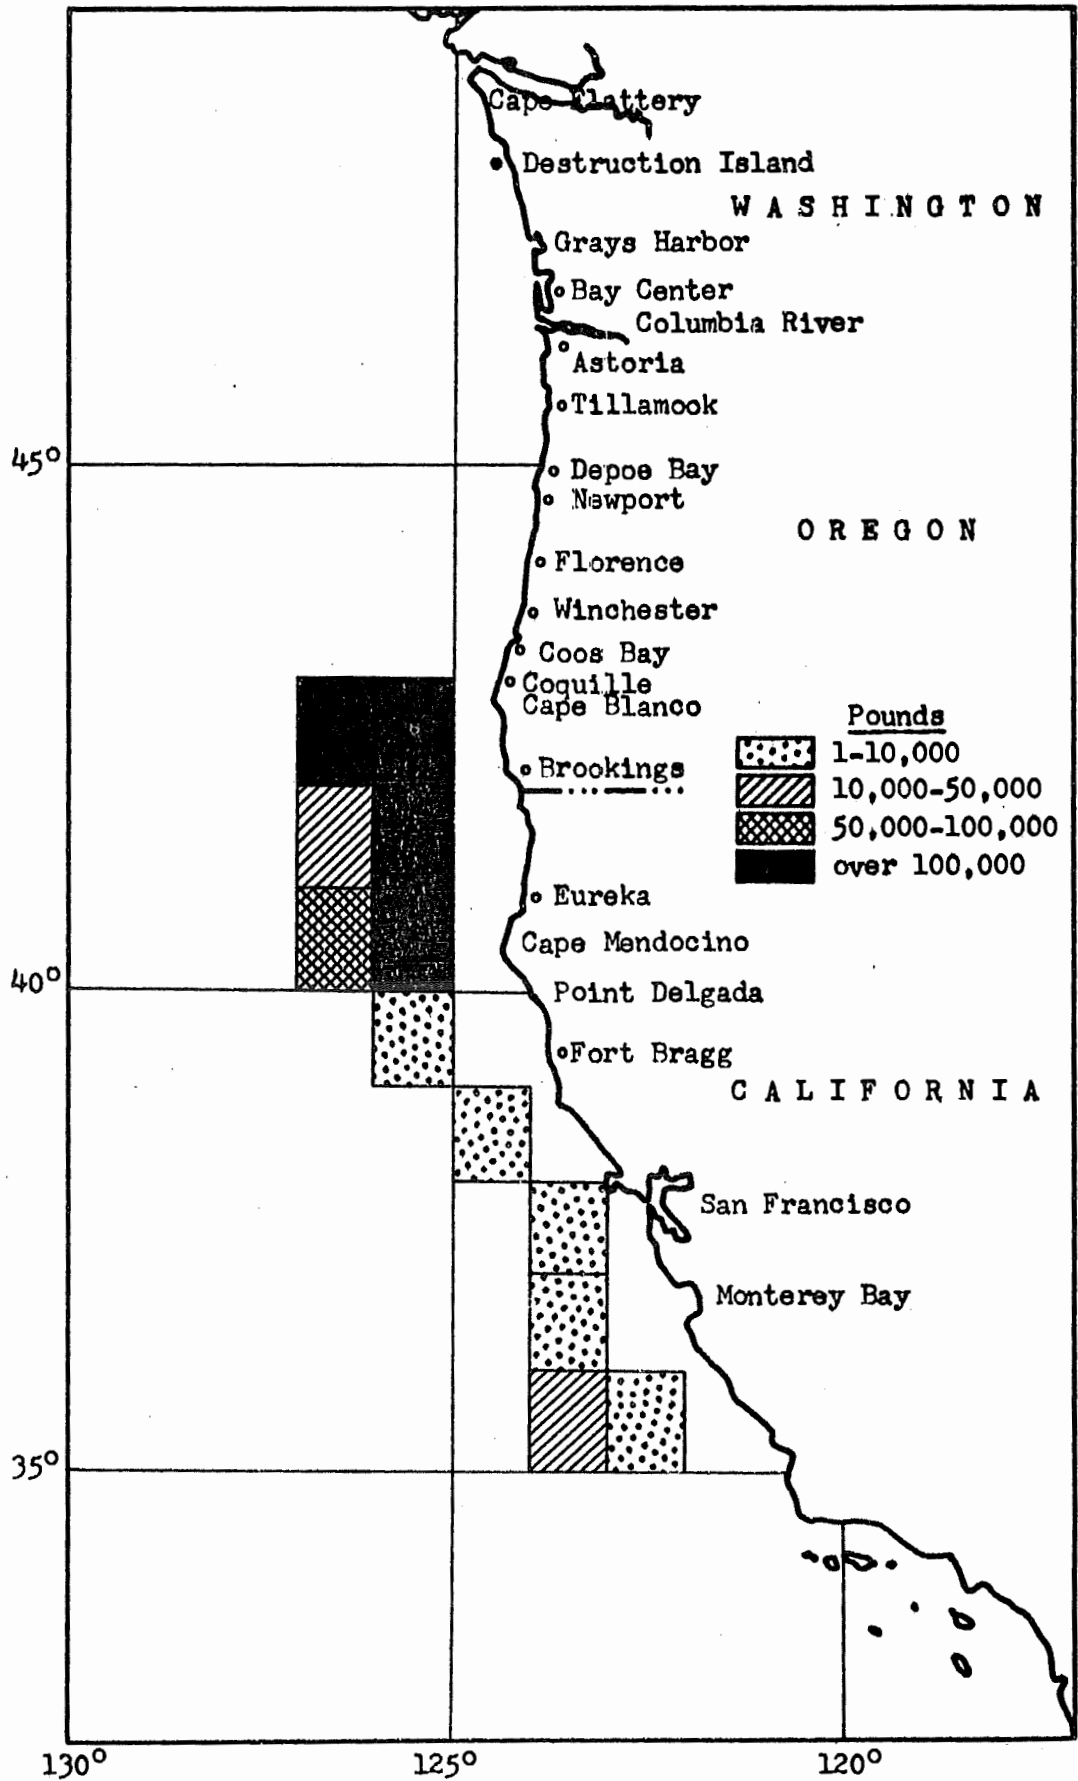 Cape Flattery
Destruction Island
WASHINGTON
Grays Harbor
Bay Center
Columbia River
Astoria
Tillamook
45°
Depoe Bay
Newport
OREGON
Florence
Winchester
Coos Bay
Coquille
Cape Blanco
Pounds
1-10,000
Brookings
10,000-50,000
50,000-100,000
over 100,000
Eureka
Cape Mendocino
40°
Point Delgada
Fort Bragg
CALIFORNIA
San Francisco
Monterey Bay
35°
130° 125° 120°